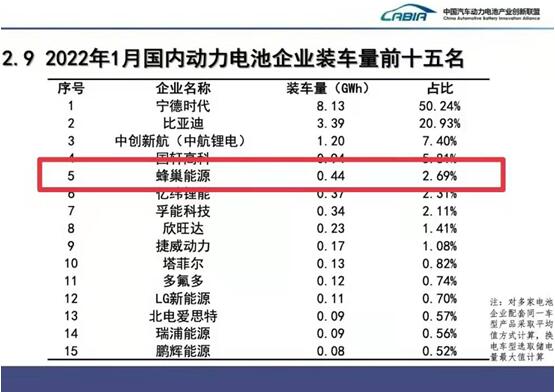 CABIA
中国汽车动力电池产业创新联盟
China Automotive Battery Innovation Alliance
2.9 2022年1月国内动力电池企业装车量前十五名
序号 企业名称 装车量（GWh） 占比
1 宁德时代 8.13 50.24%
2 比亚迪 3.39 20.93%
3 中创新航（中航锂电） 1.20 7.40%
4 国轩高科 0.94 5.81%
5 蜂巢能源 0.44 2.69%
6 亿纬锂能 0.37 2.31%
7 孚能科技 0.34 2.11%
8 欣旺达 0.23 1.41%
9 捷威动力 0.17 1.08%
10 塔菲尔 0.13 0.82%
11 多氟多 0.12 0.74%
12 LG新能源 0.11 0.70%
13 北电爱思特 0.09 0.57%
14 瑞浦能源 0.09 0.56%
15 鹏辉能源 0.08 0.52%
注：对多家电池
企业配套同一车
型产品采取平均
值方式计算，换
电车型选取储电
量最大值计算